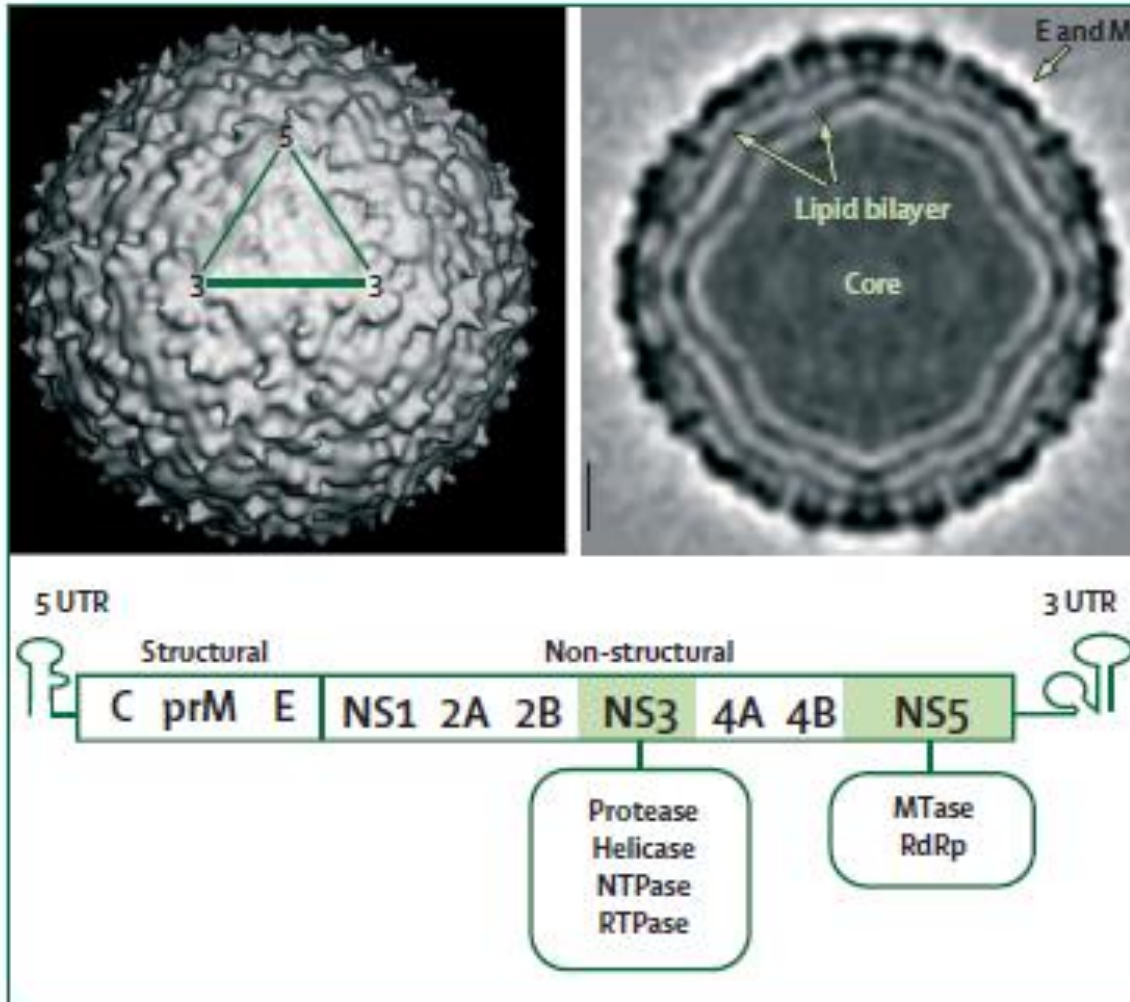 5
3 3
E and M
Lipid bilayer
Core
5 UTR
3 UTR
Structural
Non-structural
C prM E NS1 2A 2B NS3 4A 4B NS5
Protease
Helicase
NTPase
RTPase
MTase
RdRp